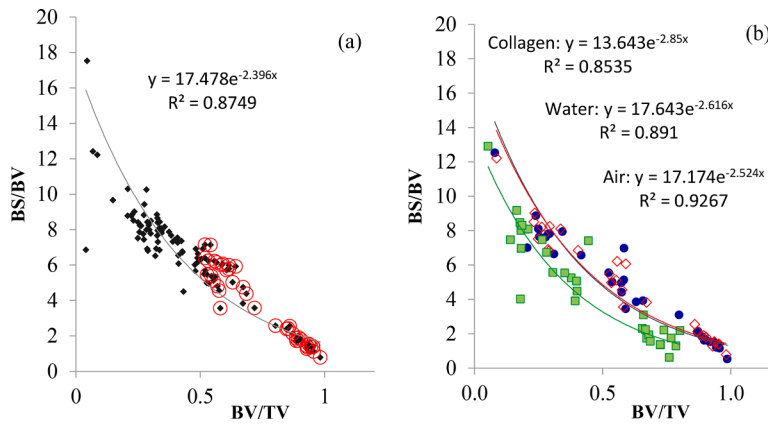 (a)
y = 17.478e-2.396x
R² = 0.8749
BS/BV
20
18
16
14
12
10
8
6
4
2
0
0 0.5 1
BV/TV
(b)
Collagen: y = 13.643e-2.85x
R² = 0.8535
Water: y = 17.643e-2.616x
R² = 0.891
Air: y = 17.174e-2.524x
R² = 0.9267
BS/BV
20
18
16
14
12
10
8
6
4
2
0
0.0 0.5 1.0
BV/TV